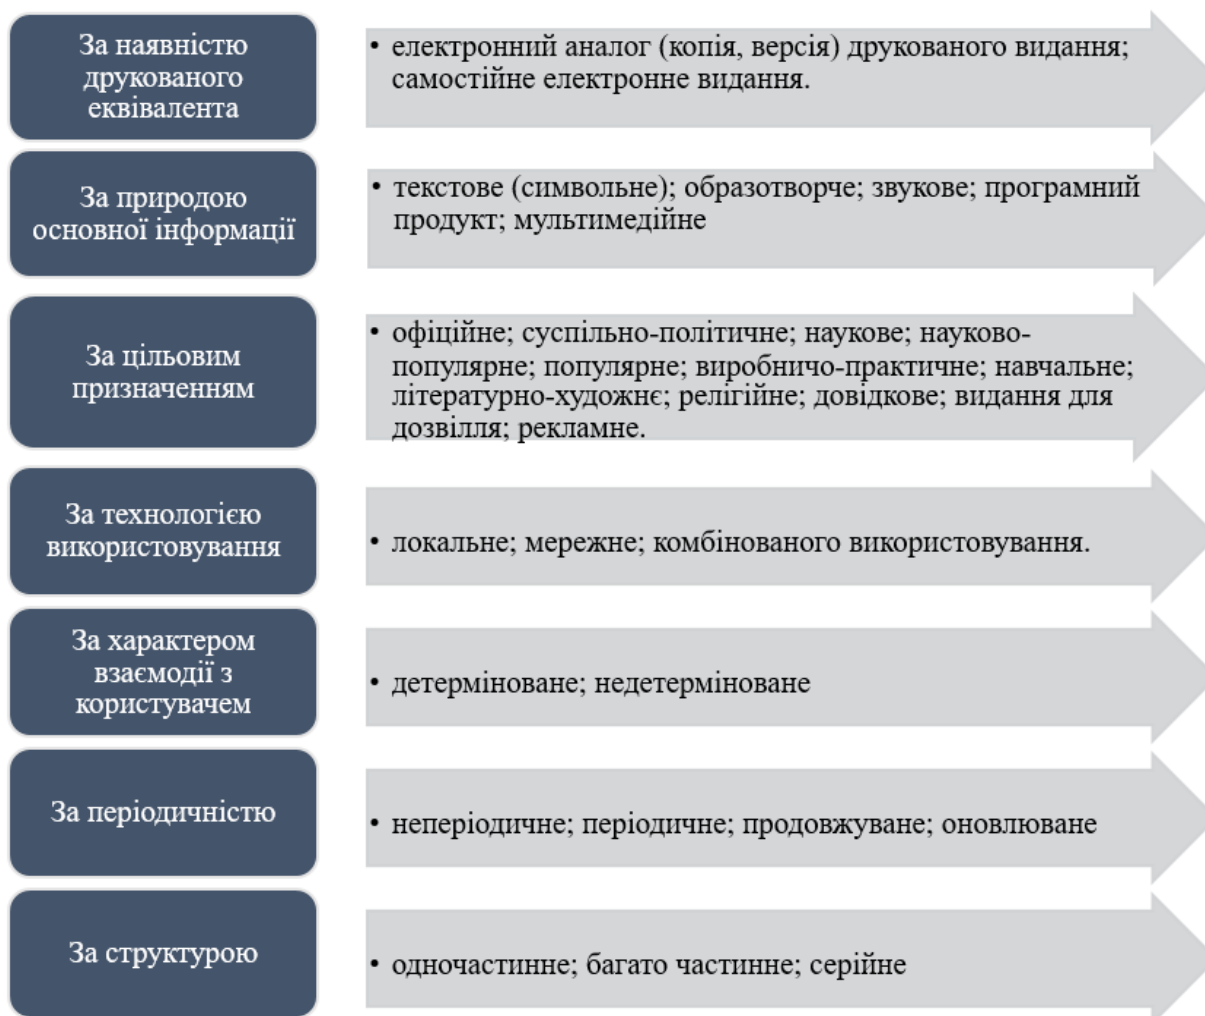 За наявністю
друкованого
еквівалента
• електронний аналог (копія, версія) друкованого видання;
самостійне електронне видання.
За природою
основної інформації
• текстове (символьне); образотворче; звукове; програмний
продукт; мультимедійне
За цільовим
призначенням
• офіційне; суспільно-політичне; наукове; науково-
популярне; популярне; виробничо-практичне; навчальне;
літературно-художнє; релігійне; довідкове; видання для
дозвілля; рекламне.
За технологією
використовування
• локальне; мережне; комбінованого використовування.
За характером
взаємодії з
користувачем
• детерміноване; недетерміноване
За періодичністю
• неперіодичне; періодичне; продовжуване; оновлюване
За структурою
• одночастинне; багато частинне; серійне